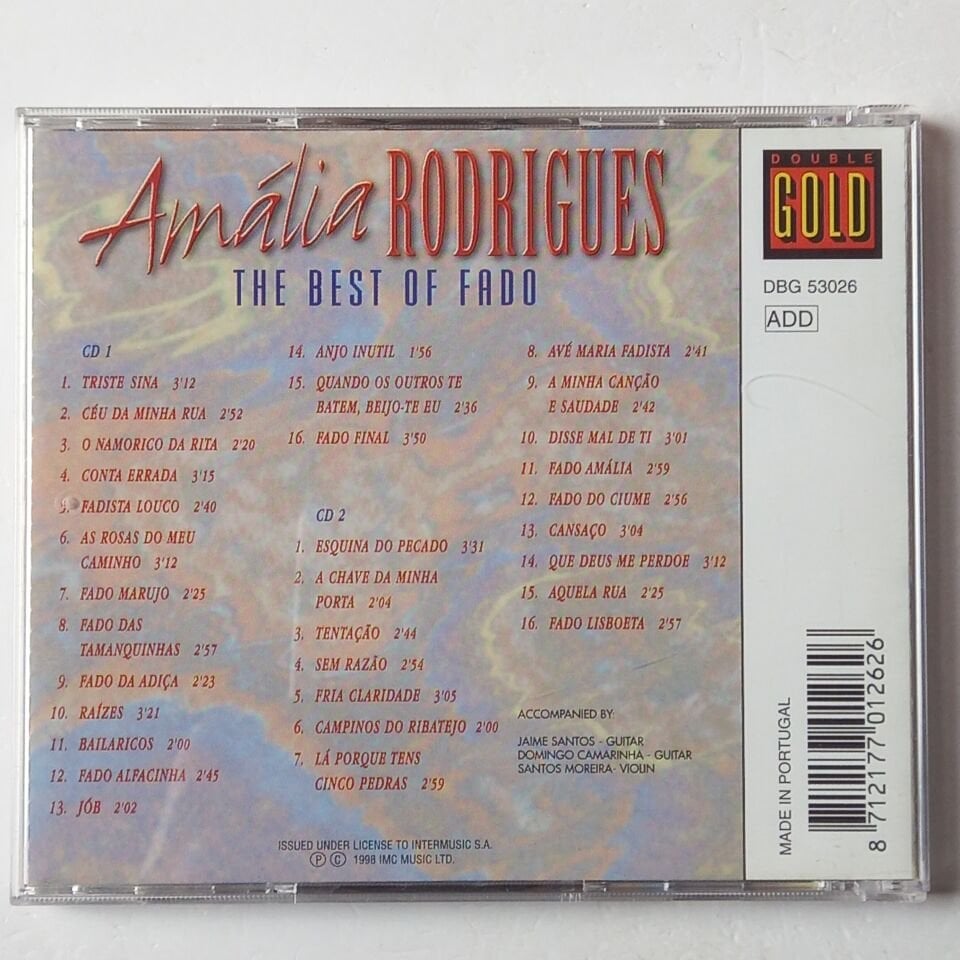 Amália RODRIGUES
THE BEST OF FADO
CD 1
1. TRISTE SINA 3'12
2. CÉU DA MINHA RUA 2'52
3. O NAMORICO DA RITA 2'20
4. CONTA ERRADA 3'15
5. FADISTA LOUCO 2'40
6. AS ROSAS DO MEU
CAMINHO 3'12
7. FADO MARUJO 2'25
8. FADO DAS
TAMANQUINHAS 2'57
9. FADO DA ADIÇA 2'23
10. RAÍZES 3'21
11. BAILARICOS 2'00
12. FADO ALFACINHA 2'45
13. JÓB 2'02
14. ANJO INUTIL 1'56
15. QUANDO OS OUTROS TE
BATEM, BEIJO-TE EU 2'36
16. FADO FINAL 3'50
CD 2
1. ESQUINA DO PECADO 3'31
2. A CHAVE DA MINHA
PORTA 2'04
3. TENTAÇÃO 2'44
4. SEM RAZÃO 2'54
5. FRIA CLARIDADE 3'05
6. CAMPINOS DO RIBATEJO 2'00
7. LÁ PORQUE TENS
CINCO PEDRAS 2'59
8. AVÉ MARIA FADISTA 2'41
9. A MINHA CANÇÃO
E SAUDADE 2'42
10. DISSE MAL DE TI 3'01
11. FADO AMÁLIA 2'59
12. FADO DO CIUME 2'56
13. CANSAÇO 3'04
14. QUE DEUS ME PERDOE 3'12
15. AQUELA RUA 2'25
16. FADO LISBOETA 2'57
ACCOMPANIED BY:
JAIME SANTOS - GUITAR
DOMINGO CAMARINHA - GUITAR
SANTOS MOREIRA- VIOLIN
ISSUED UNDER LICENSE TO INTERMUSIC S.A.
Ⓟ Ⓒ 1998 IMC MUSIC LTD.
DOUBLE
GOLD
DBG 53026
ADD
MADE IN PORTUGAL
8 712177 012626